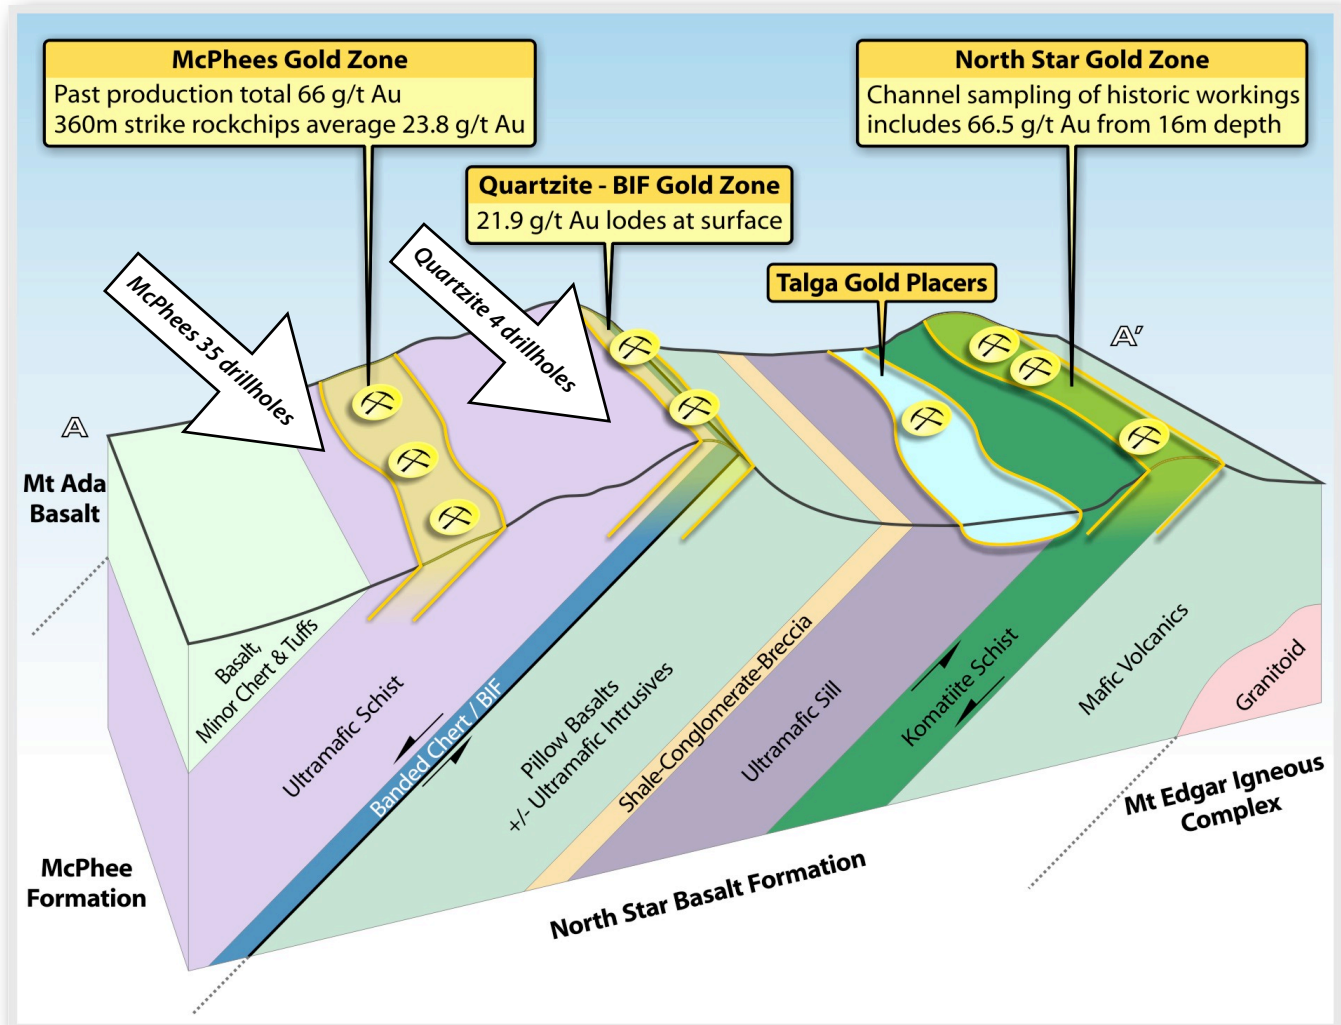 McPhees Gold Zone
Past production total 66 g/t Au
360m strike rockchips average 23.8 g/t Au
North Star Gold Zone
Channel sampling of historic workings
includes 66.5 g/t Au from 16m depth
Quartzite - BIF Gold Zone
21.9 g/t Au lodes at surface
Talga Gold Placers
McPhees 35 drillholes
Quartzite 4 drillholes
A
A′
Mt Ada
Basalt
Basalt,
Minor Chert & Tuffs
Ultramafic Schist
Banded Chert / BIF
Pillow Basalts
+/- Ultramafic Intrusives
Shale-Conglomerate-Breccia
Ultramafic Sill
Komatiite Schist
Mafic Volcanics
Granitoid
McPhee
Formation
North Star Basalt Formation
Mt Edgar Igneous
Complex